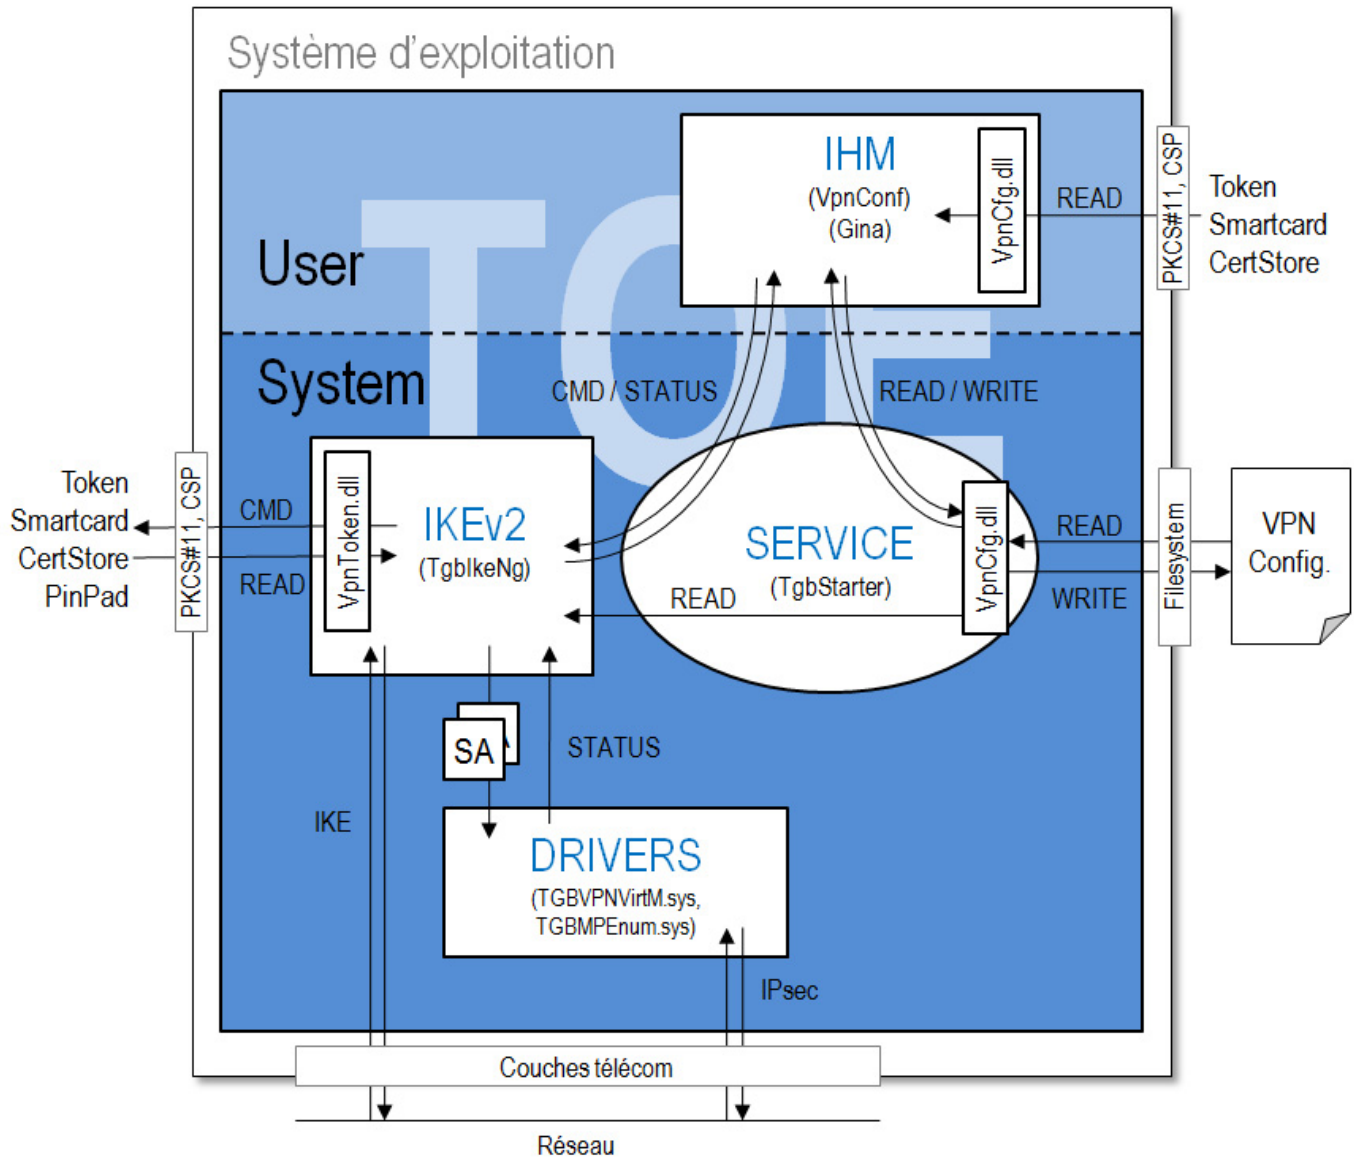 Système d'exploitation
TOE
User
System
IHM
(VpnConf)
(Gina)
VpnCfg.dll
READ
PKCS#11, CSP
Token
Smartcard
CertStore
CMD / STATUS
READ / WRITE
Token
Smartcard
CertStore
PinPad
PKCS#11, CSP
CMD
READ
VpnToken.dll
IKEv2
(TgbIkeNg)
SERVICE
(TgbStarter)
READ
VpnCfg.dll
READ
WRITE
Filesystem
VPN
Config.
SA
STATUS
IKE
DRIVERS
(TGBVPNVirtM.sys,
TGBMPEnum.sys)
IPsec
Couches télécom
Réseau